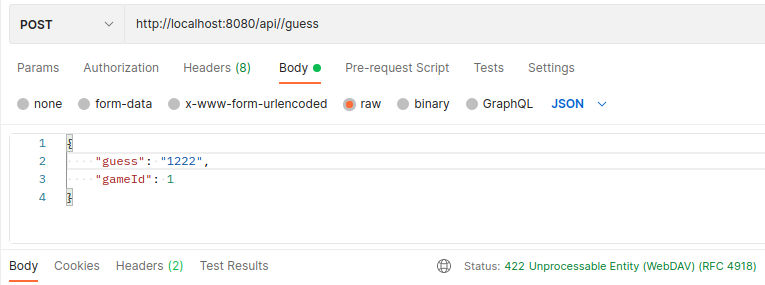 POST http://localhost:8080/api//guess
Params Authorization Headers (8) Body Pre-request Script Tests Settings
none form-data x-www-form-urlencoded raw binary GraphQL JSON
1 {
2 ····"guess":·"1222",
3 ····"gameId":·1
4 }
Body Cookies Headers (2) Test Results Status: 422 Unprocessable Entity (WebDAV) (RFC 4918)